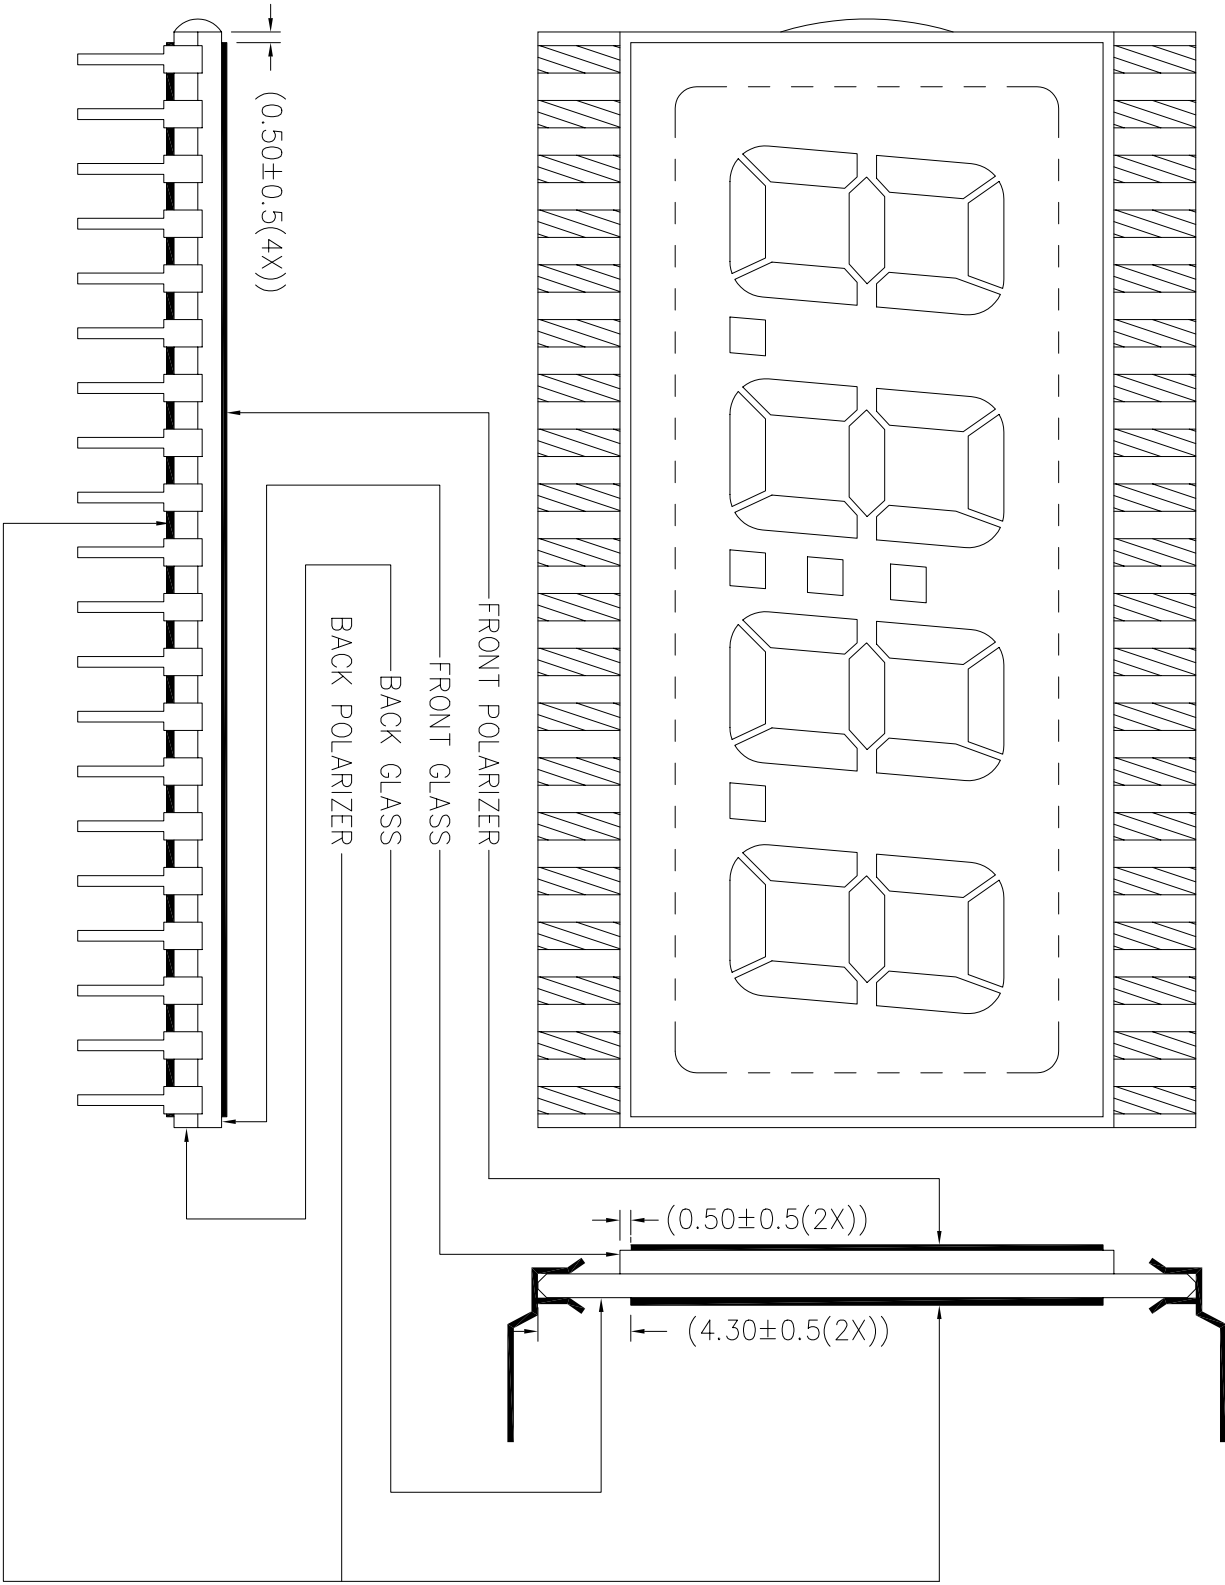 (0.50±0.5(4X))
FRONT POLARIZER
FRONT GLASS
BACK GLASS
BACK POLARIZER
(0.50±0.5(2X))
(4.30±0.5(2X))